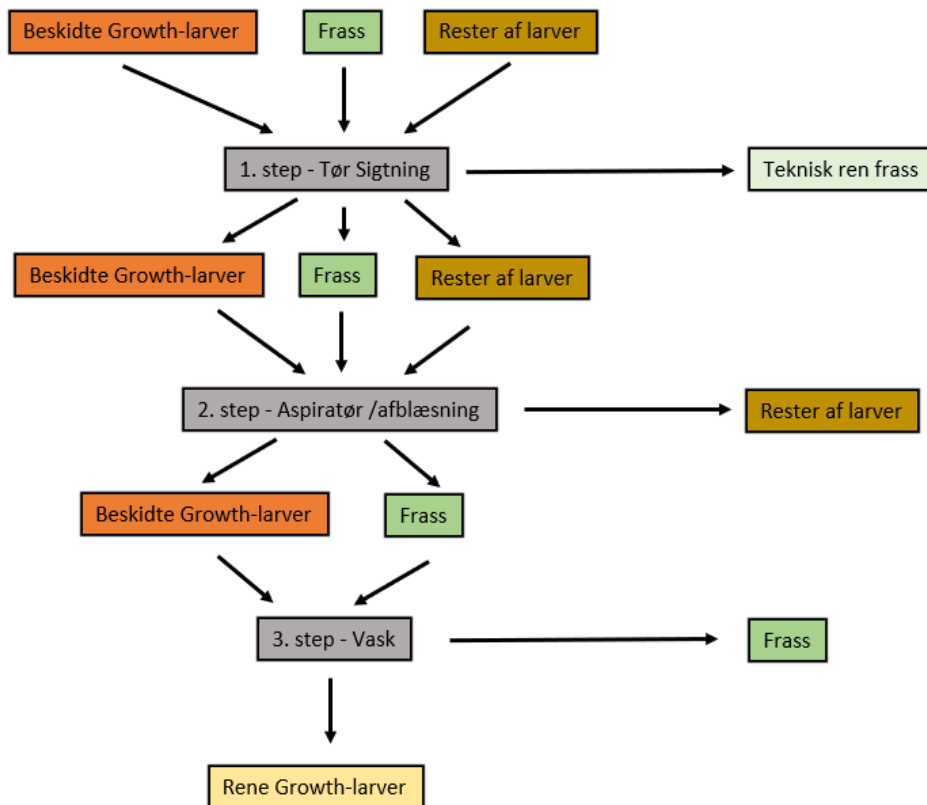 Beskidte Growth-larver
Frass
Rester af larver
1. step - Tør Sigtning
Teknisk ren frass
Beskidte Growth-larver
Frass
Rester af larver
2. step - Aspiratør /afblæsning
Rester af larver
Beskidte Growth-larver
Frass
3. step - Vask
Frass
Rene Growth-larver